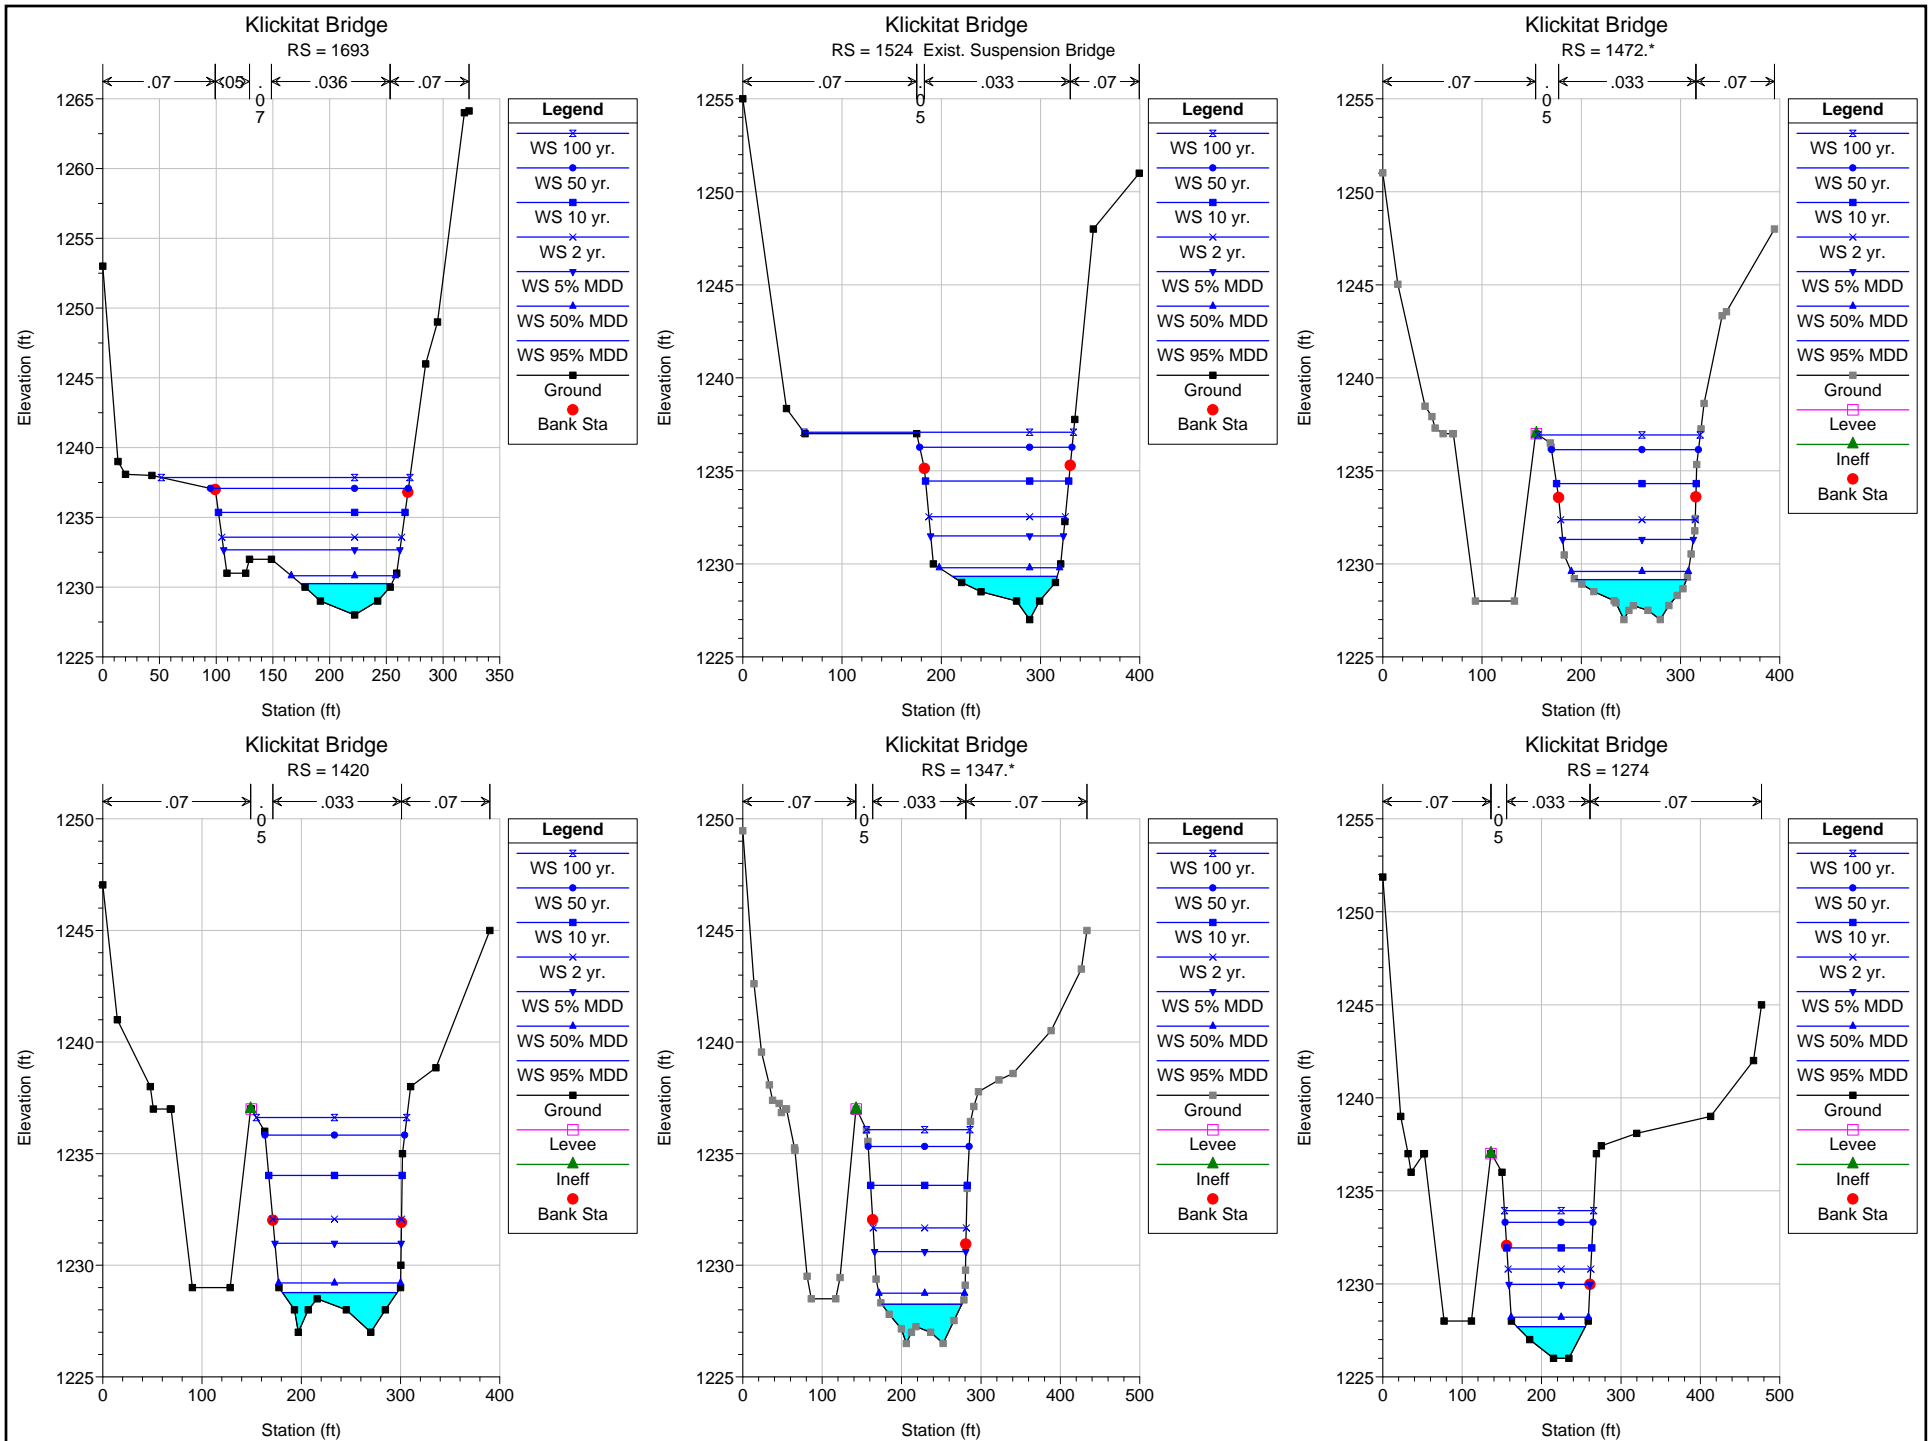 Klickitat Bridge
RS = 1693
.07
.05
.07
.036
.07
1265
1260
1255
1250
1245
1240
1235
1230
1225
Elevation (ft)
0 50 100 150 200 250 300 350
Station (ft)
Legend
WS 100 yr.
WS 50 yr.
WS 10 yr.
WS 2 yr.
WS 5% MDD
WS 50% MDD
WS 95% MDD
Ground
Bank Sta
Klickitat Bridge
RS = 1524 Exist. Suspension Bridge
.07
.05
.033
.07
1255
1250
1245
1240
1235
1230
1225
Elevation (ft)
0 100 200 300 400
Station (ft)
Legend
WS 100 yr.
WS 50 yr.
WS 10 yr.
WS 2 yr.
WS 5% MDD
WS 50% MDD
WS 95% MDD
Ground
Bank Sta
Klickitat Bridge
RS = 1472.*
.07
.05
.033
.07
1255
1250
1245
1240
1235
1230
1225
Elevation (ft)
0 100 200 300 400
Station (ft)
Legend
WS 100 yr.
WS 50 yr.
WS 10 yr.
WS 2 yr.
WS 5% MDD
WS 50% MDD
WS 95% MDD
Ground
Levee
Ineff
Bank Sta
Klickitat Bridge
RS = 1420
.07
.05
.033
.07
1250
1245
1240
1235
1230
1225
Elevation (ft)
0 100 200 300 400
Station (ft)
Legend
WS 100 yr.
WS 50 yr.
WS 10 yr.
WS 2 yr.
WS 5% MDD
WS 50% MDD
WS 95% MDD
Ground
Levee
Ineff
Bank Sta
Klickitat Bridge
RS = 1347.*
.07
.05
.033
.07
1250
1245
1240
1235
1230
1225
Elevation (ft)
0 100 200 300 400 500
Station (ft)
Legend
WS 100 yr.
WS 50 yr.
WS 10 yr.
WS 2 yr.
WS 5% MDD
WS 50% MDD
WS 95% MDD
Ground
Levee
Ineff
Bank Sta
Klickitat Bridge
RS = 1274
.07
.05
.033
.07
1255
1250
1245
1240
1235
1230
1225
Elevation (ft)
0 100 200 300 400 500
Station (ft)
Legend
WS 100 yr.
WS 50 yr.
WS 10 yr.
WS 2 yr.
WS 5% MDD
WS 50% MDD
WS 95% MDD
Ground
Levee
Ineff
Bank Sta